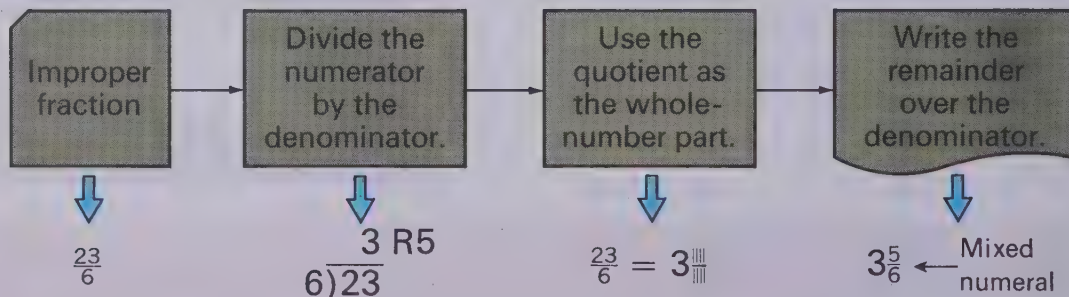 Improper
fraction
Divide the
numerator
by the
denominator.
Use the
quotient as
the whole-
number part.
Write the
remainder
over the
denominator.
23/6
3 R5
6)23
23/6 = 3
3 5/6 ← Mixed
numeral